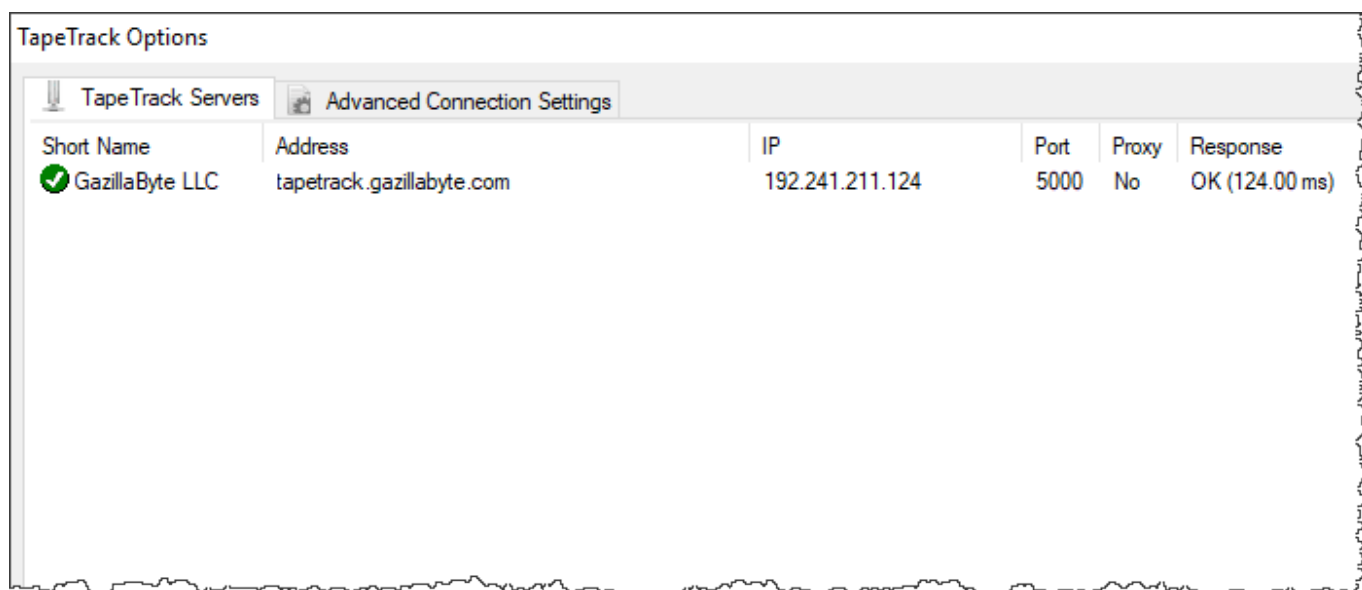 TapeTrack Options
TapeTrack Servers Advanced Connection Settings
Short Name Address IP Port Proxy Response
GazillaByte LLC tapetrack.gazillabyte.com 192.241.211.124 5000 No OK (124.00 ms)